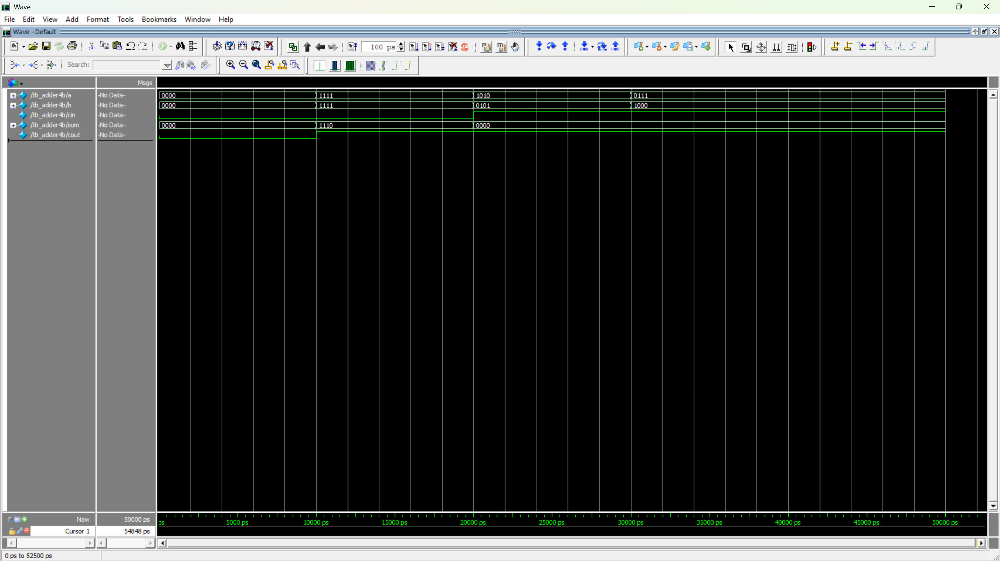 Wave
File Edit View Add Format Tools Bookmarks Window Help
Wave - Default
100 ps
Search:
Msgs
/tb_adder4b/a -No Data- 0000 1111 1010 0111
/tb_adder4b/b -No Data- 0000 1111 0101 1000
/tb_adder4b/cin -No Data-
/tb_adder4b/sum -No Data- 0000 1110 0000
/tb_adder4b/cout -No Data-
Now 50000 ps ps 5000 ps 10000 ps 15000 ps 20000 ps 25000 ps 30000 ps 35000 ps 40000 ps 45000 ps 50000 ps
Cursor 1 54848 ps
0 ps to 52500 ps